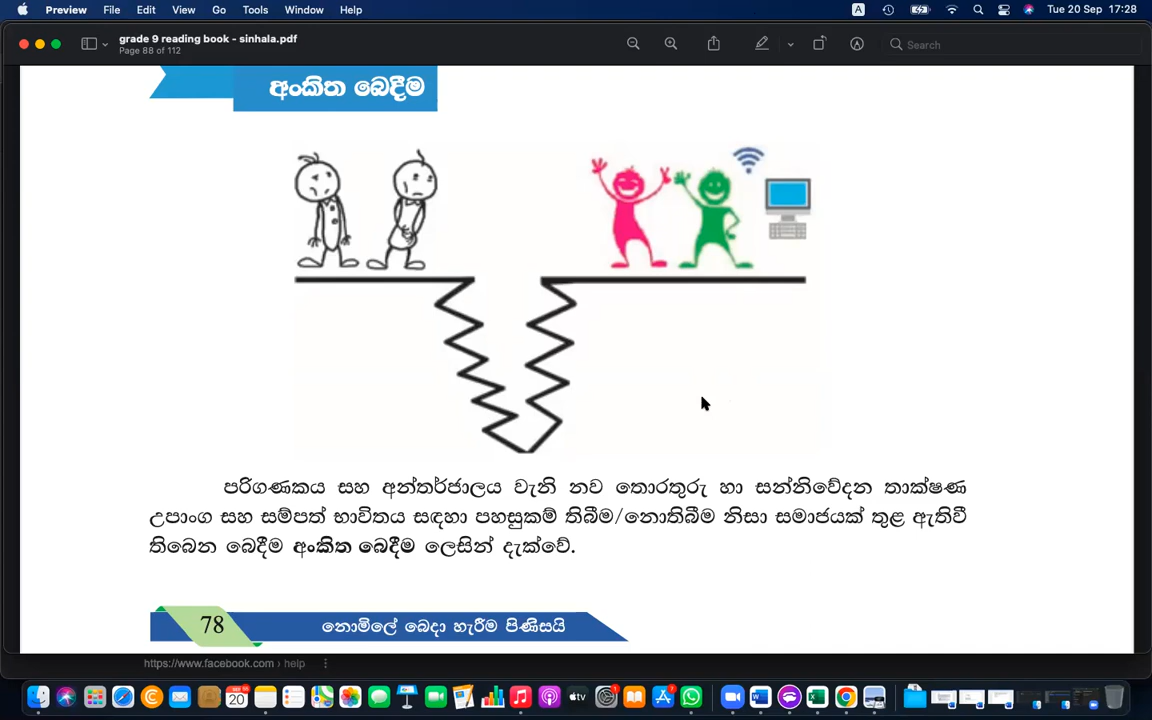 Preview File Edit View Go Tools Window Help A Tue 20 Sep 17:28
grade 9 reading book - sinhala.pdf
Page 88 of 112
Search
අංකිත බෙදීම
පරිගණකය සහ අන්තර්ජාලය වැනි නව තොරතුරු හා සන්නිවේදන තාක්ෂණ
උපාංග සහ සම්පත් භාවිතය සඳහා පහසුකම් තිබීම/නොතිබීම නිසා සමාජයක් තුළ ඇතිවී
තිබෙන බෙදීම අංකිත බෙදීම ලෙසින් දැක්වේ.
78 නොමිලේ බෙදා හැරීම පිණිසයි
https://www.facebook.com › help